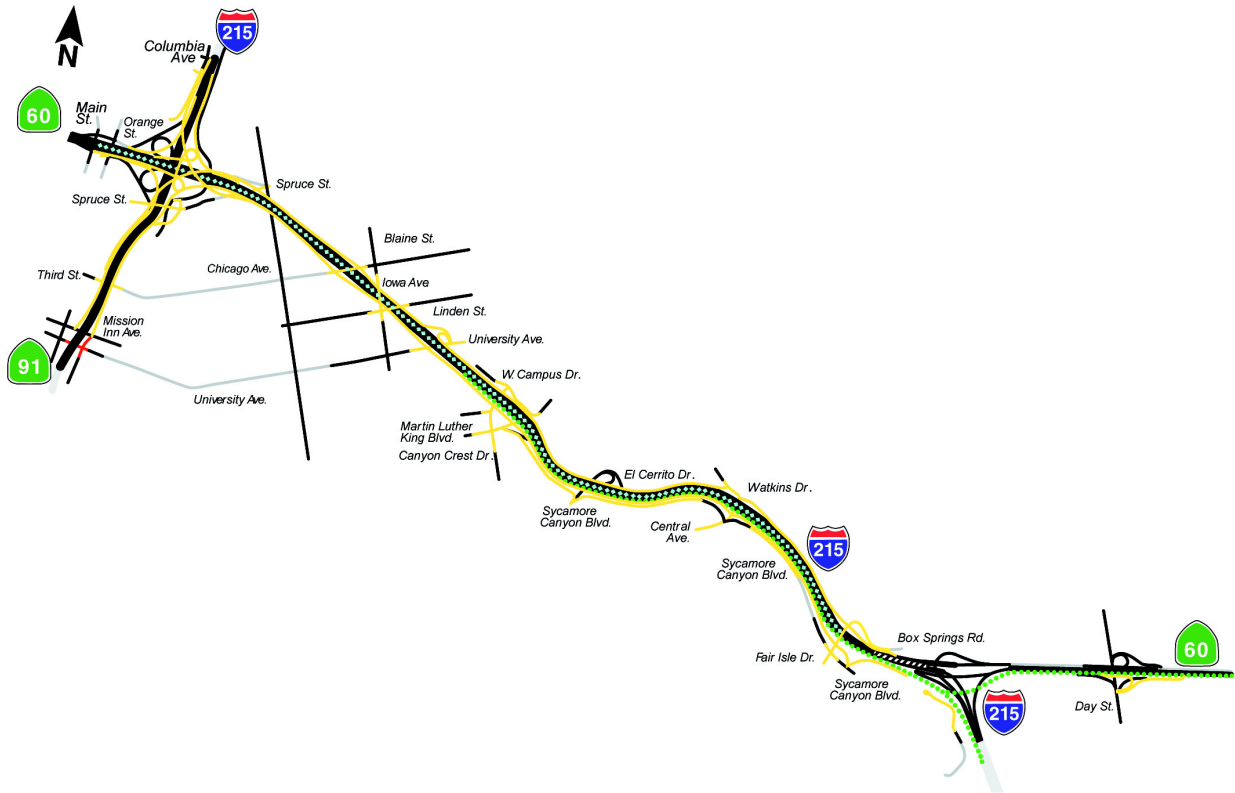 215
Columbia
Ave
N
60
Main
St.
Orange
St.
Spruce St.
Spruce St.
Blaine St.
Third St.
Chicago Ave.
Iowa Ave
Linden St.
Mission
Inn Ave.
University Ave.
91
W. Campus Dr.
University Ave.
Martin Luther
King Blvd.
Canyon Crest Dr.
El Cerrito Dr.
Watkins Dr.
Sycamore
Canyon Blvd.
Central
Ave.
215
Sycamore
Canyon Blvd.
Box Springs Rd.
60
Fair Isle Dr.
Sycamore
Canyon Blvd.
Day St.
215